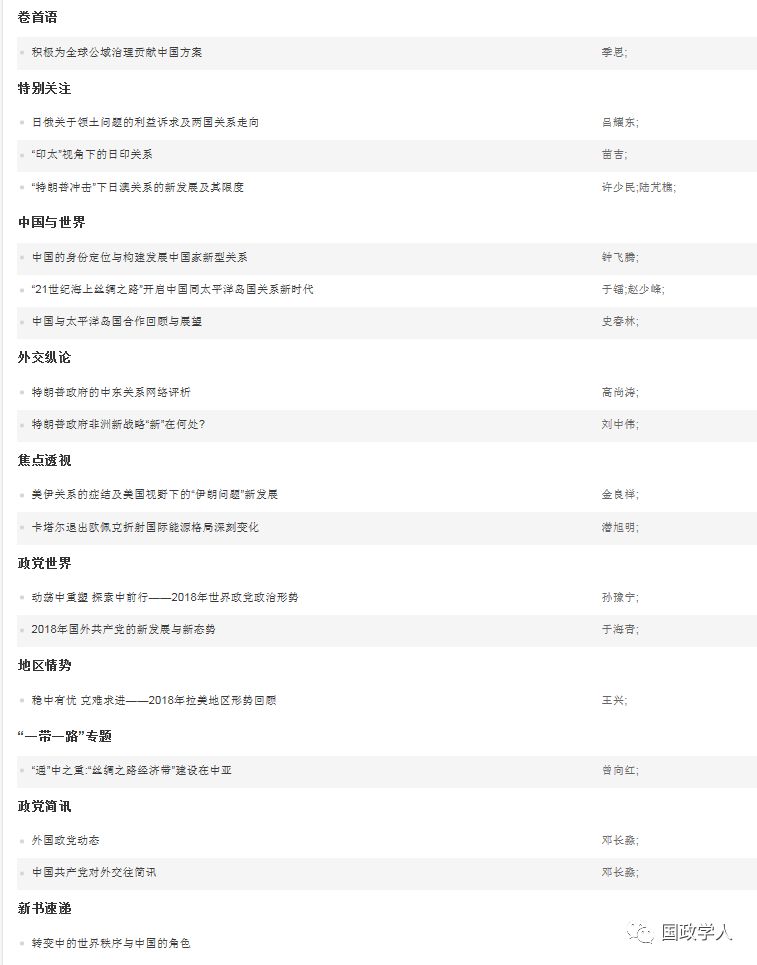 卷首语
积极为全球公域治理贡献中国方案 季思;
特别关注
日俄关于领土问题的利益诉求及两国关系走向 吕耀东;
“印太”视角下的日印关系 苗吉;
“特朗普冲击”下日澳关系的新发展及其限度 许少民;陆芃樵;
中国与世界
中国的身份定位与构建发展中国家新型关系 钟飞腾;
“21世纪海上丝绸之路”开启中国同太平洋岛国关系新时代 于镭;赵少峰;
中国与太平洋岛国合作回顾与展望 史春林;
外交纵论
特朗普政府的中东关系网络评析 高尚涛;
特朗普政府非洲新战略“新”在何处? 刘中伟;
焦点透视
美伊关系的症结及美国视野下的“伊朗问题”新发展 金良祥;
卡塔尔退出欧佩克折射国际能源格局深刻变化 潜旭明;
政党世界
动荡中重塑 探索中前行——2018年世界政党政治形势 孙豫宁;
2018年国外共产党的新发展与新态势 于海青;
地区情势
稳中有忧 克难求进——2018年拉美地区形势回顾 王兴;
“一带一路”专题
“通”中之重:“丝绸之路经济带”建设在中亚 曾向红;
政党简讯
外国政党动态 邓长淼;
中国共产党对外交往简讯 邓长淼;
新书速递
转变中的世界秩序与中国的角色
国政学人